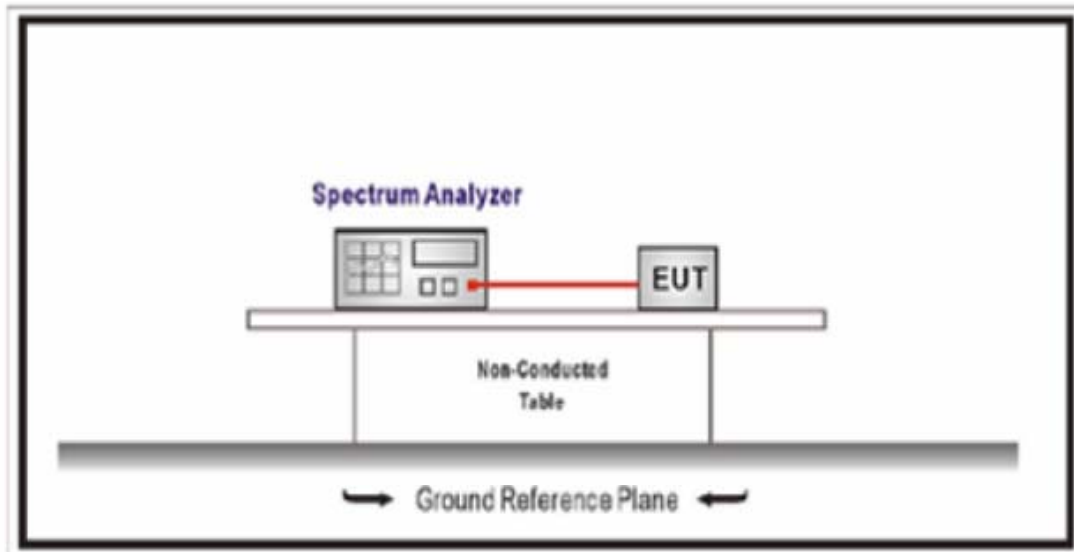 Spectrum Analyzer
EUT
Non-Conducted
Table
Ground Reference Plane